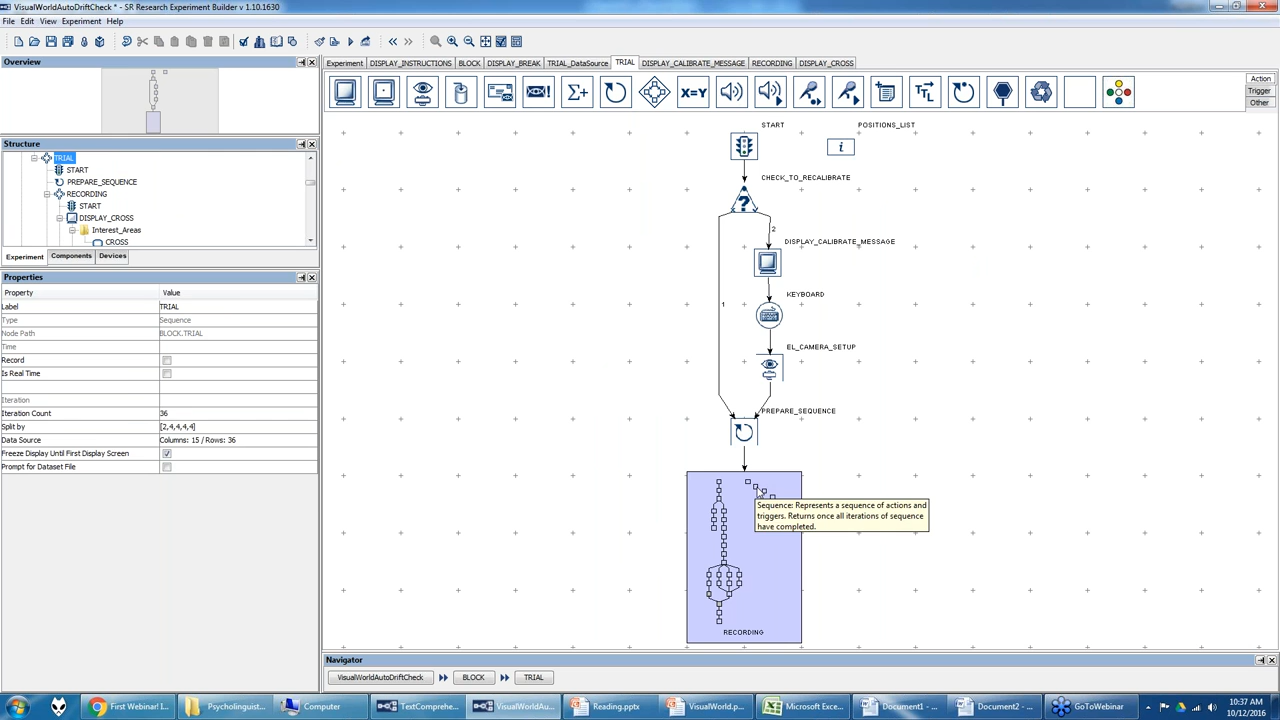 VisualWorldAutoDriftCheck * - SR Research Experiment Builder v 1.10.1630
File Edit View Experiment Help
Overview
Experiment DISPLAY_INSTRUCTIONS BLOCK DISPLAY_BREAK TRIAL_DataSource TRIAL DISPLAY_CALIBRATE_MESSAGE RECORDING DISPLAY_CROSS
Action
Trigger
Other
X=Y
TTL
START
POSITIONS_LIST
CHECK_TO_RECALIBRATE
2
DISPLAY_CALIBRATE_MESSAGE
KEYBOARD
1
EL_CAMERA_SETUP
PREPARE_SEQUENCE
RECORDING
Sequence: Represents a sequence of actions and
triggers. Returns once all iterations of sequence
have completed.
Structure
TRIAL
START
PREPARE_SEQUENCE
RECORDING
START
DISPLAY_CROSS
Interest_Areas
CROSS
Experiment Components Devices
Properties
Property Value
Label TRIAL
Type Sequence
Node Path BLOCK.TRIAL
Time
Record
Is Real Time
Iteration
Iteration Count 36
Split by [2,4,4,4,4]
Data Source Columns: 15 / Rows: 36
Freeze Display Until First Display Screen
Prompt for Dataset File
Navigator
VisualWorldAutoDriftCheck BLOCK TRIAL
First Webinar! I... Psycholinguist... Computer TextComprehe... VisualWorldAu... Reading.pptx VisualWorld.p... Microsoft Exce... Document1 - ... Document2 - ... GoToWebinar
10:37 AM
10/12/2016